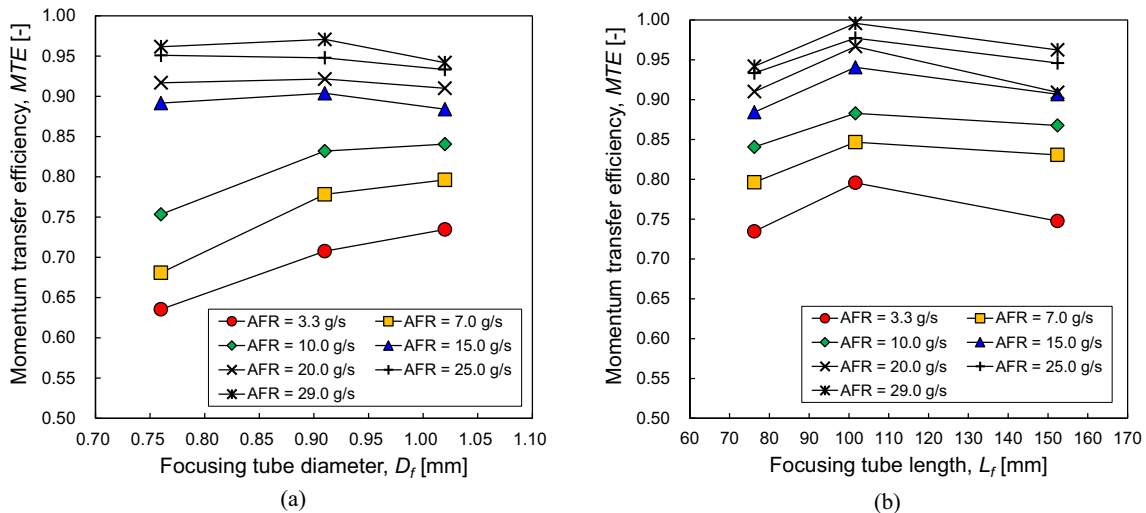 Momentum transfer efficiency, MTE [-]
1.00
0.95
0.90
0.85
0.80
0.75
0.70
0.65
0.60
0.55
0.50
AFR = 3.3 g/s
AFR = 7.0 g/s
AFR = 10.0 g/s
AFR = 15.0 g/s
AFR = 20.0 g/s
AFR = 25.0 g/s
AFR = 29.0 g/s
0.70 0.75 0.80 0.85 0.90 0.95 1.00 1.05 1.10
Focusing tube diameter, Df [mm]
(a)
Momentum transfer efficiency, MTE [-]
1.00
0.95
0.90
0.85
0.80
0.75
0.70
0.65
0.60
0.55
0.50
AFR = 3.3 g/s
AFR = 7.0 g/s
AFR = 10.0 g/s
AFR = 15.0 g/s
AFR = 20.0 g/s
AFR = 25.0 g/s
AFR = 29.0 g/s
60 70 80 90 100 110 120 130 140 150 160 170
Focusing tube length, Lf [mm]
(b)